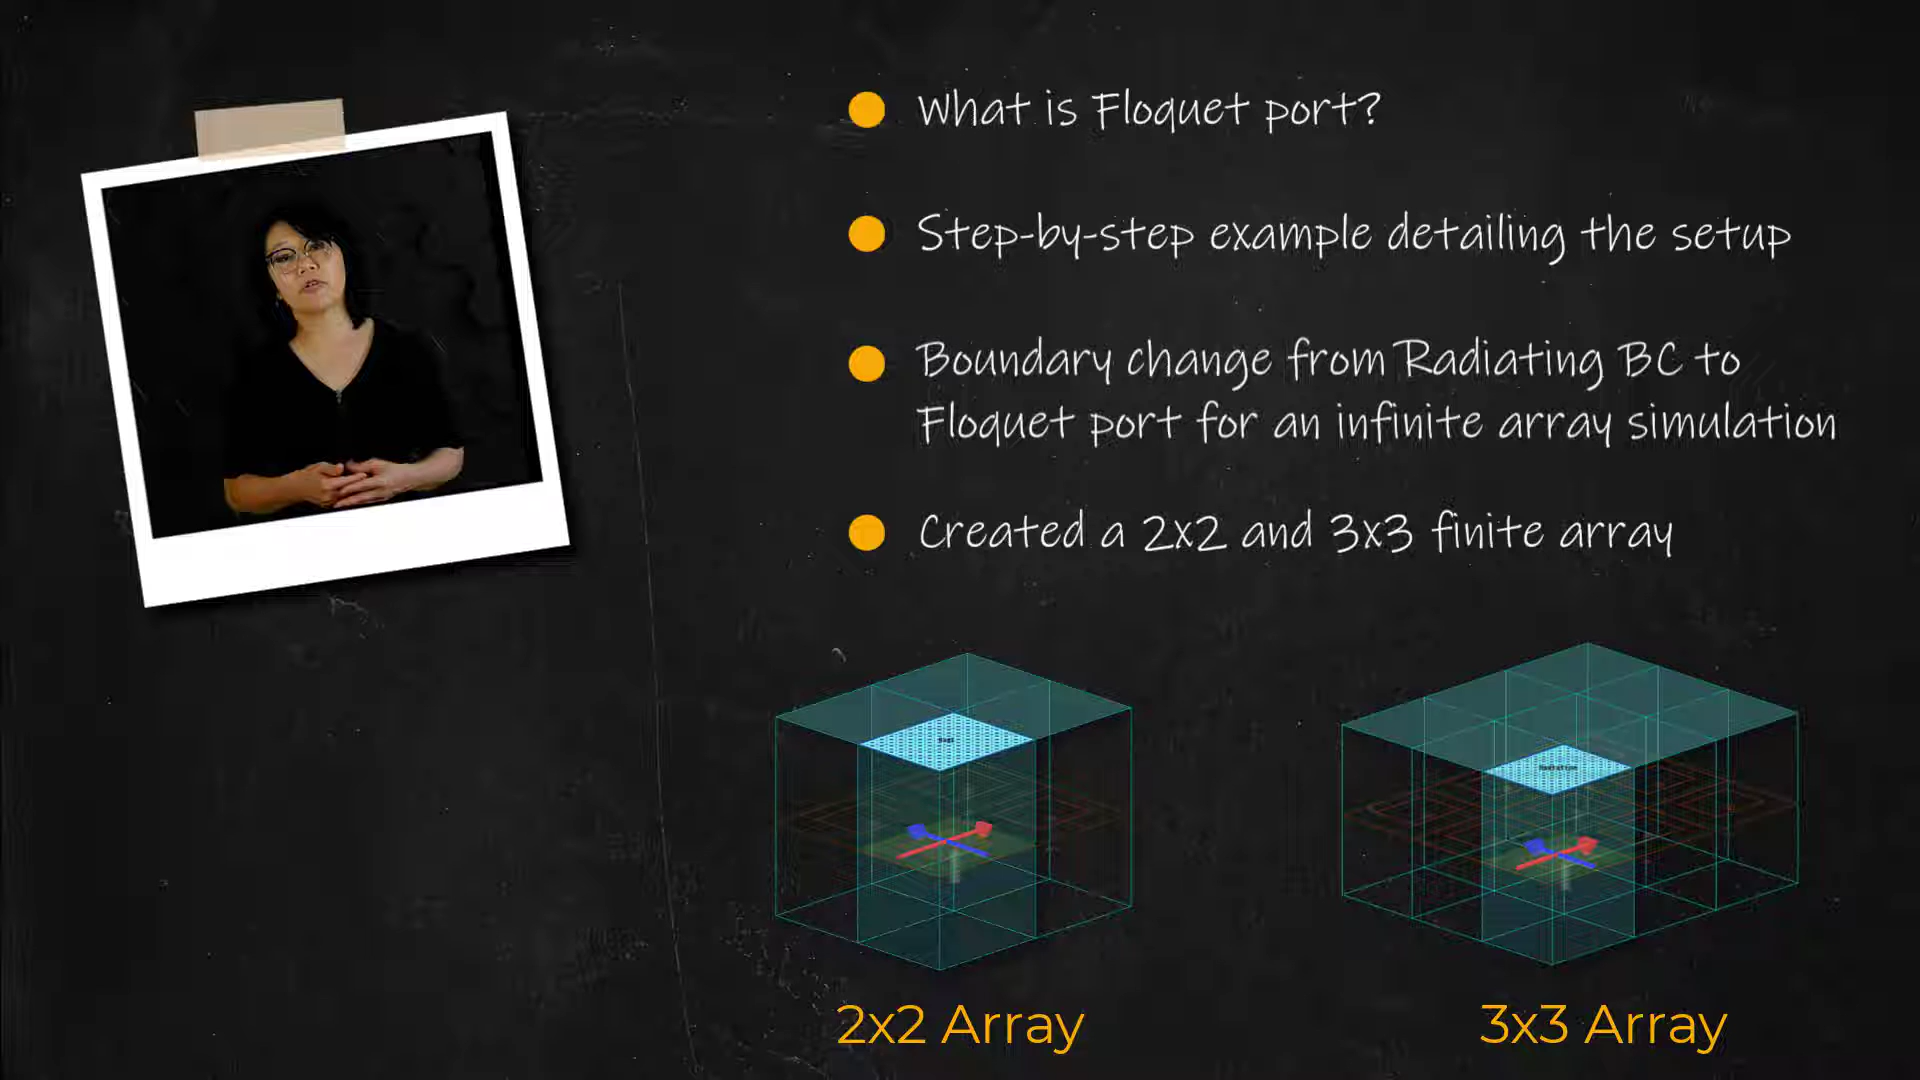 What is Floquet port?
Step-by-step example detailing the setup
Boundary change from Radiating BC to
Floquet port for an infinite array simulation
Created a 2x2 and 3x3 finite array
2x2 Array
3x3 Array